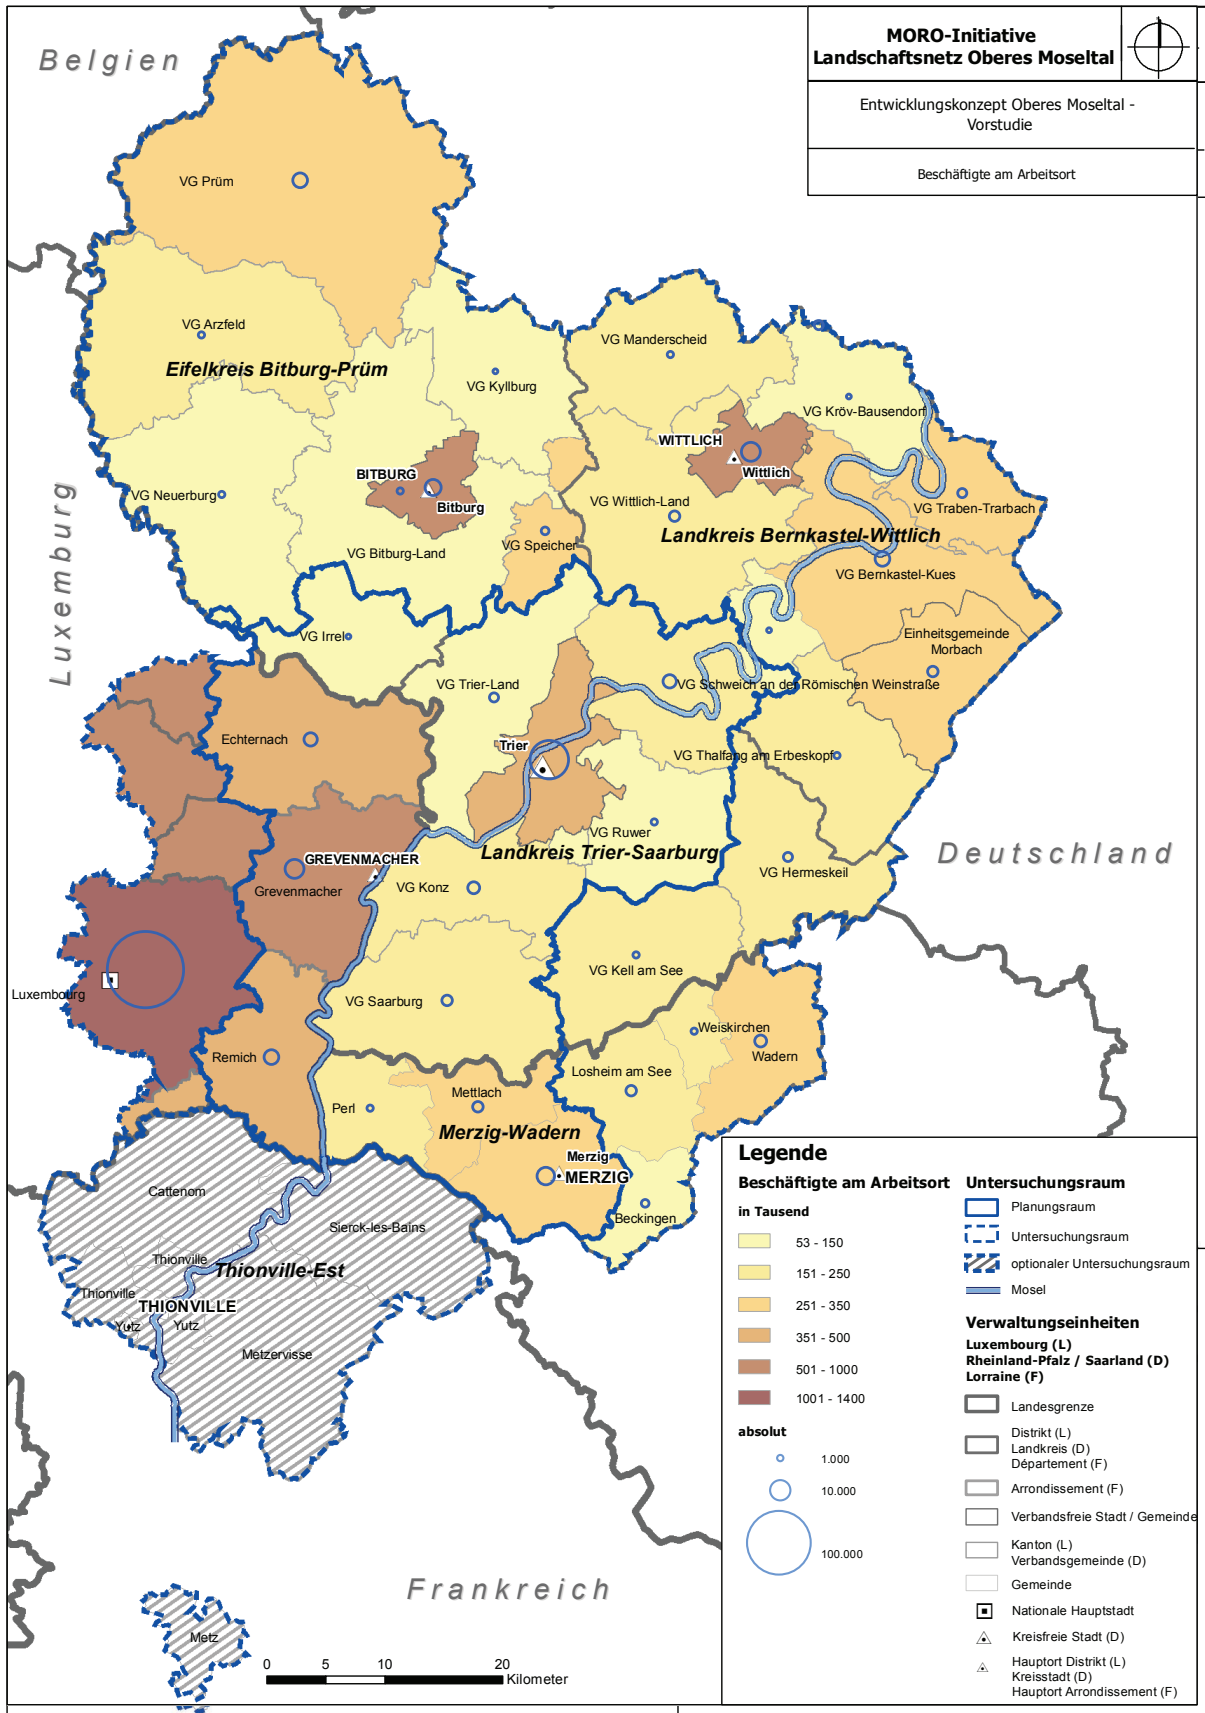 MORO-Initiative
Landschaftsnetz Oberes Moseltal
Entwicklungskonzept Oberes Moseltal -
Vorstudie
Beschäftigte am Arbeitsort
Belgien
VG Prüm
VG Arzfeld
Eifelkreis Bitburg-Prüm
VG Kyllburg
VG Manderscheid
VG Kröv-Bausendorf
WITTLICH
Wittlich
BITBURG
Bitburg
VG Neuerburg
VG Wittlich-Land
VG Traben-Trarbach
Landkreis Bernkastel-Wittlich
VG Speicher
VG Bitburg-Land
VG Bernkastel-Kues
Luxemburg
VG Irrel
Einheitsgemeinde
Morbach
VG Trier-Land
VG Schweich an der Römischen Weinstraße
Echternach
Trier
VG Thalfang am Erbeskopf
VG Ruwer
Landkreis Trier-Saarburg
Deutschland
GREVENMACHER
Grevenmacher
VG Konz
VG Hermeskeil
VG Kell am See
Luxembourg
VG Saarburg
Weiskirchen
Wadern
Remich
Losheim am See
Perl
Mettlach
Merzig-Wadern
Merzig
MERZIG
Beckingen
Cattenom
Sierck-les-Bains
Thionville
Thionville-Est
Thionville
THIONVILLE
Yutz
Yutz
Metzervisse
Frankreich
Metz
0
5
10
20
Kilometer
Legende
Beschäftigte am Arbeitsort
in Tausend
53 - 150
151 - 250
251 - 350
351 - 500
501 - 1000
1001 - 1400
absolut
1.000
10.000
100.000
Untersuchungsraum
Planungsraum
Untersuchungsraum
optionaler Untersuchungsraum
Mosel
Verwaltungseinheiten
Luxembourg (L)
Rheinland-Pfalz / Saarland (D)
Lorraine (F)
Landesgrenze
Distrikt (L)
Landkreis (D)
Département (F)
Arrondissement (F)
Verbandsfreie Stadt / Gemeinde
Kanton (L)
Verbandsgemeinde (D)
Gemeinde
Nationale Hauptstadt
Kreisfreie Stadt (D)
Hauptort Distrikt (L)
Kreisstadt (D)
Hauptort Arrondissement (F)